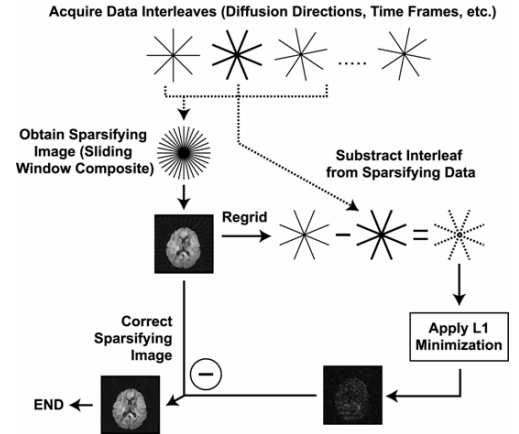 Acquire Data Interleaves (Diffusion Directions, Time Frames, etc.)
.....
Obtain Sparsifying
Image (Sliding
Window Composite)
Substract Interleaf
from Sparsifying Data
Regrid
− =
Correct
Sparsifying
Image
Apply L1
Minimization
−
END